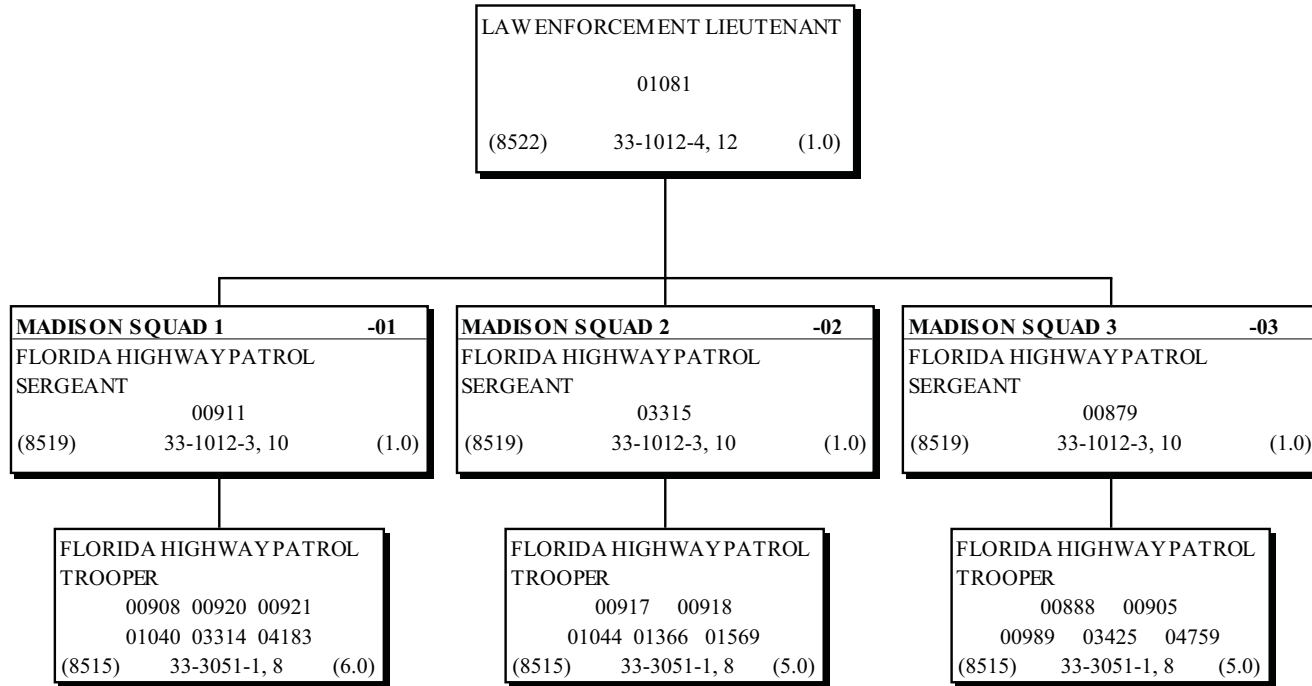 LAW ENFORCEMENT LIEUTENANT
01081
(8522) 33-1012-4, 12 (1.0)
MADISON SQUAD 1 -01
FLORIDA HIGHWAY PATROL
SERGEANT
00911
(8519) 33-1012-3, 10 (1.0)
MADISON SQUAD 2 -02
FLORIDA HIGHWAY PATROL
SERGEANT
03315
(8519) 33-1012-3, 10 (1.0)
MADISON SQUAD 3 -03
FLORIDA HIGHWAY PATROL
SERGEANT
00879
(8519) 33-1012-3, 10 (1.0)
FLORIDA HIGHWAY PATROL
TROOPER
00908 00920 00921
01040 03314 04183
(8515) 33-3051-1, 8 (6.0)
FLORIDA HIGHWAY PATROL
TROOPER
00917 00918
01044 01366 01569
(8515) 33-3051-1, 8 (5.0)
FLORIDA HIGHWAY PATROL
TROOPER
00888 00905
00989 03425 04759
(8515) 33-3051-1, 8 (5.0)